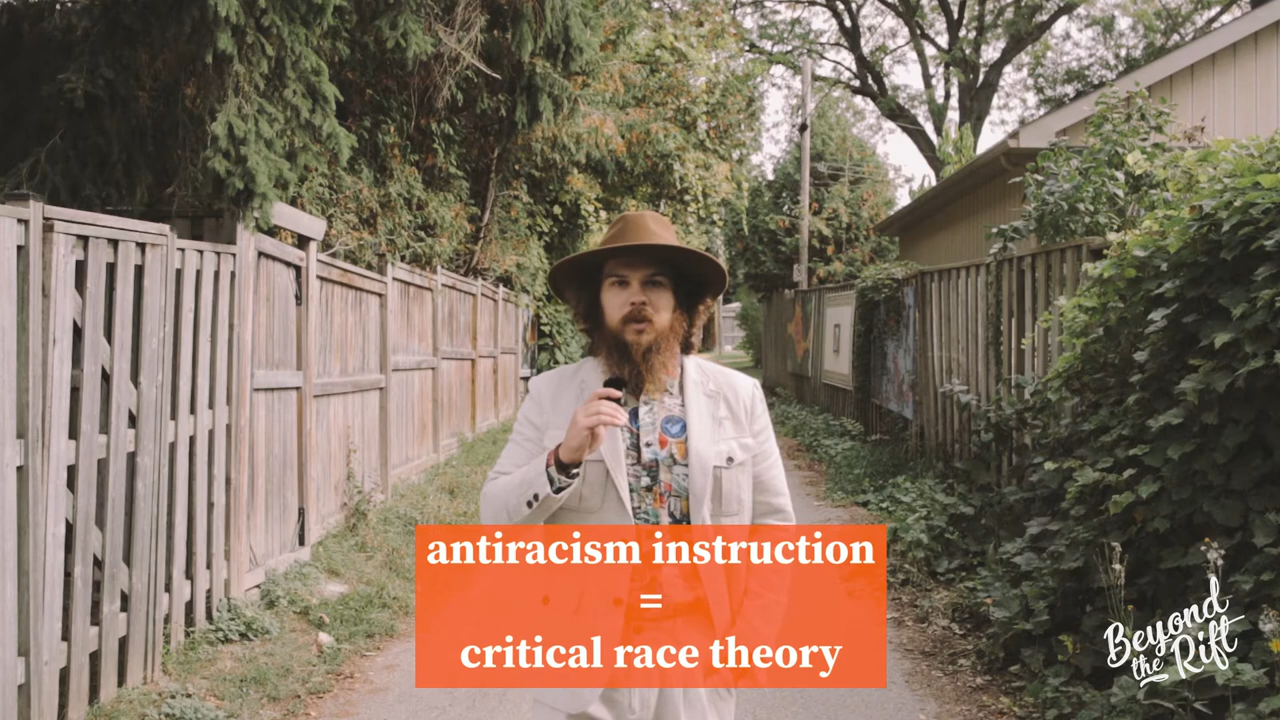 antiracism instruction
=
critical race theory
Beyond
the Rift